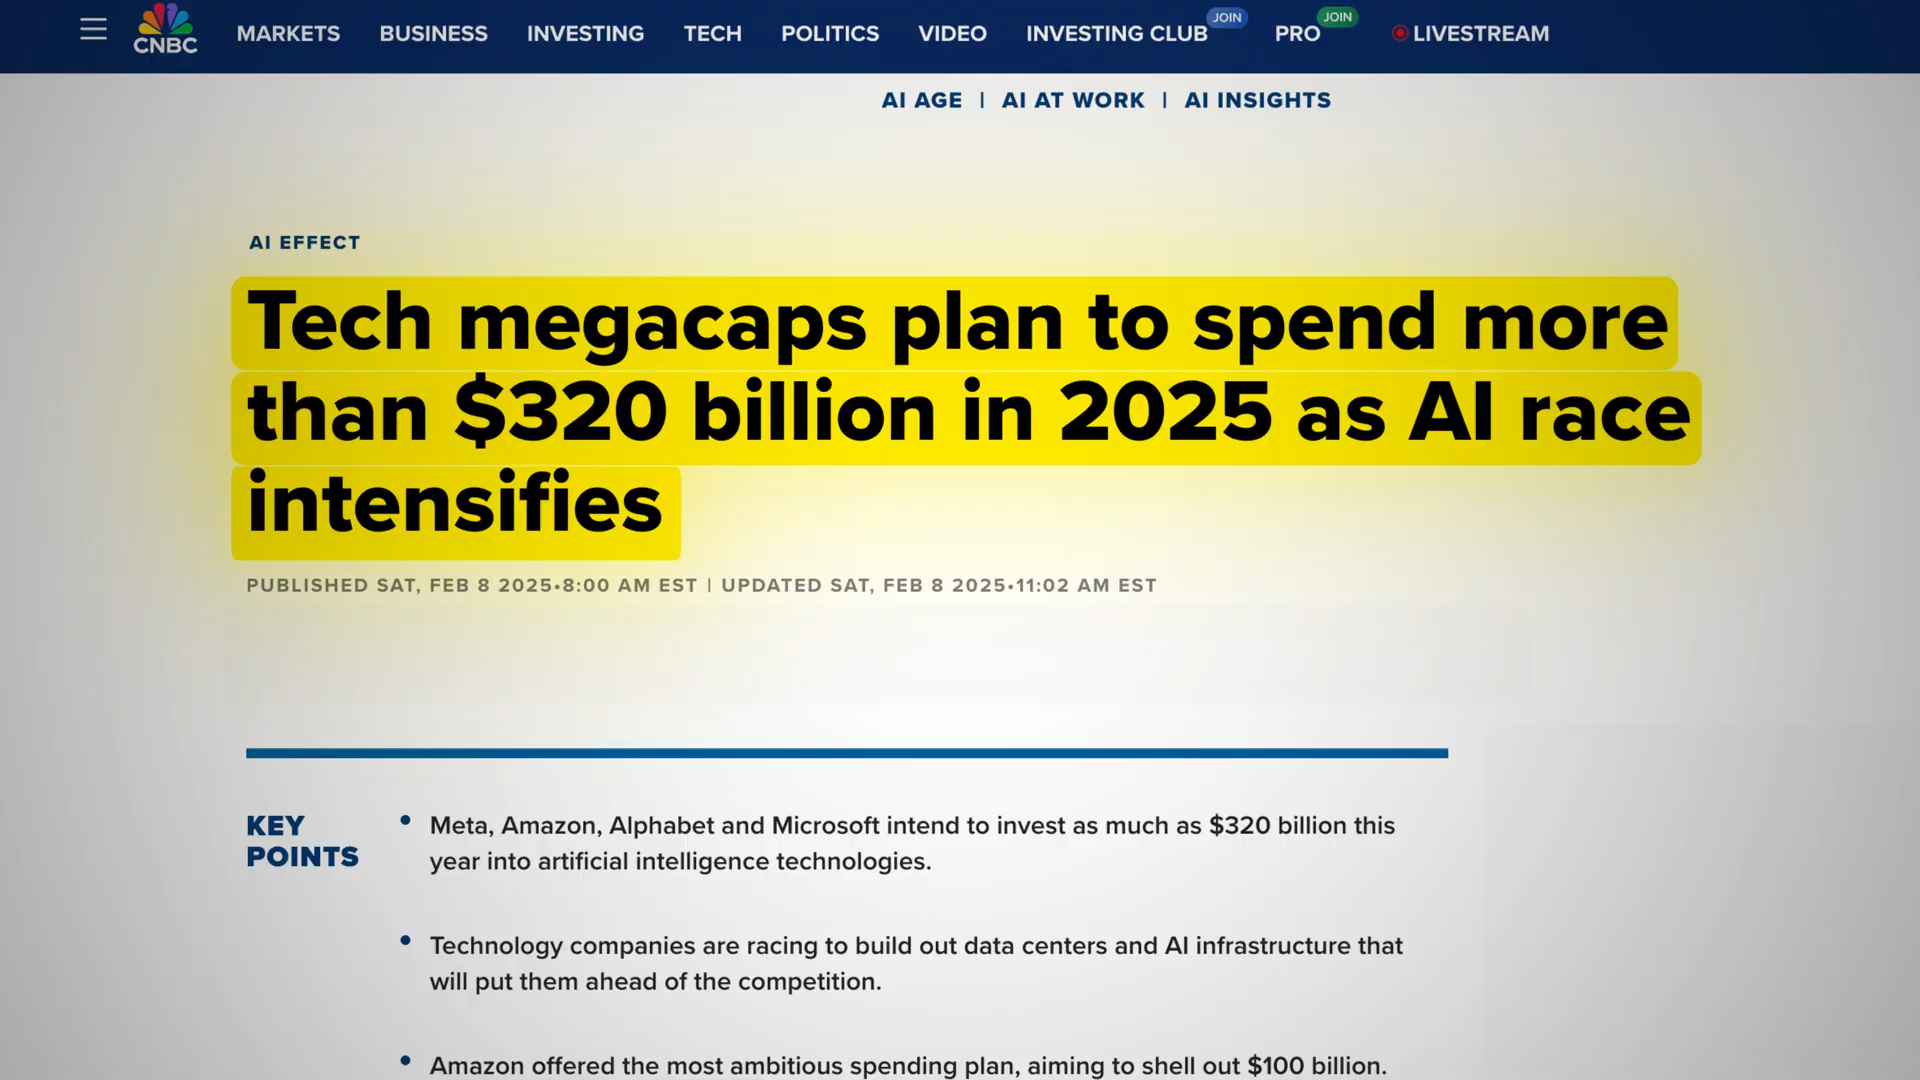 CNBC MARKETS BUSINESS INVESTING TECH POLITICS VIDEO INVESTING CLUB JOIN PRO JOIN LIVESTREAM
AI AGE | AI AT WORK | AI INSIGHTS
AI EFFECT
Tech megacaps plan to spend more
than $320 billion in 2025 as AI race
intensifies
PUBLISHED SAT, FEB 8 2025•8:00 AM EST | UPDATED SAT, FEB 8 2025•11:02 AM EST
KEY
POINTS
• Meta, Amazon, Alphabet and Microsoft intend to invest as much as $320 billion this
year into artificial intelligence technologies.
• Technology companies are racing to build out data centers and AI infrastructure that
will put them ahead of the competition.
• Amazon offered the most ambitious spending plan, aiming to shell out $100 billion.